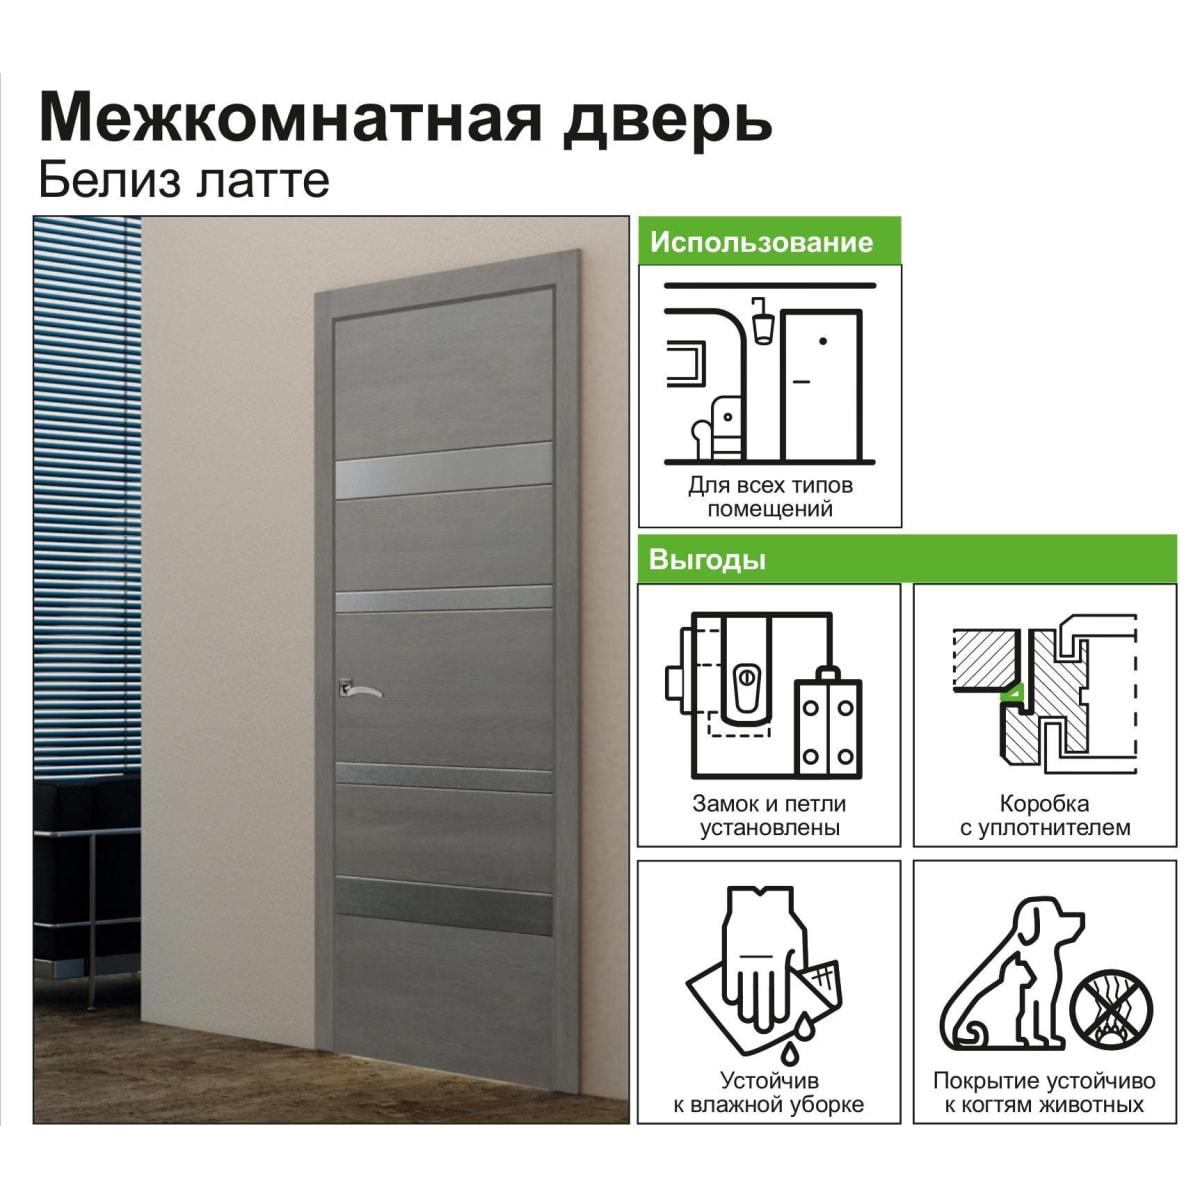 Межкомнатная дверь
Белиз латте
Использование
Для всех типов
помещений
Выгоды
Замок и петли
установлены
Коробка
с уплотнителем
Устойчив
к влажной уборке
Покрытие устойчиво
к когтям животных